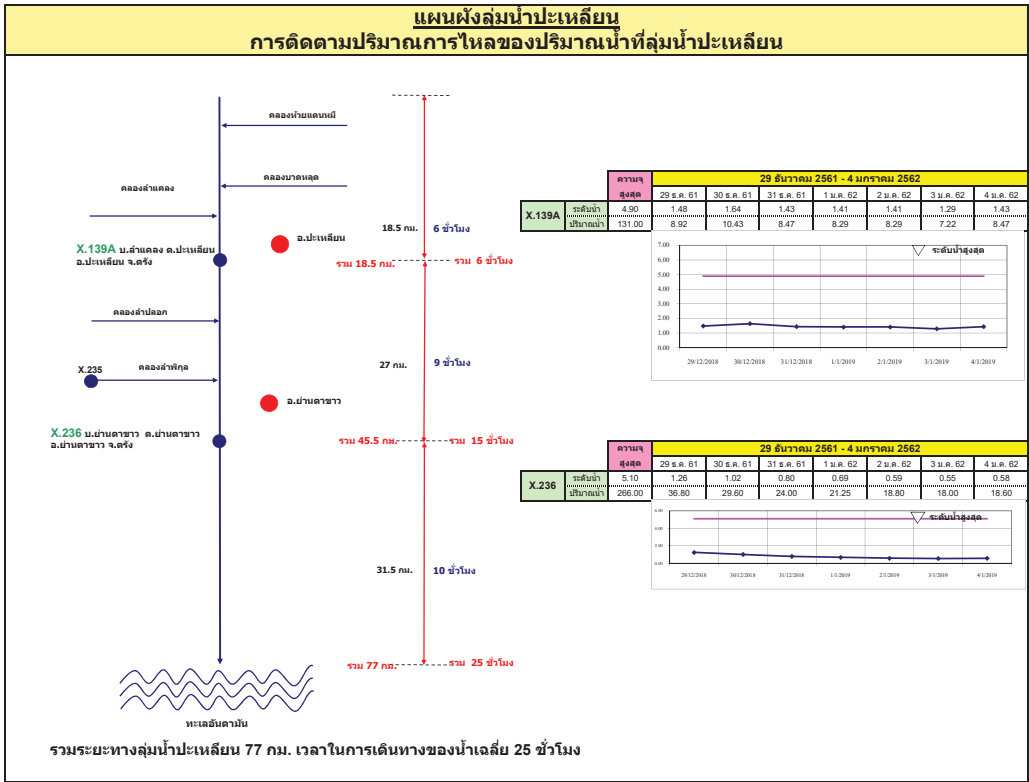 แผนผังลุ่มน้ำปะเหลียน
การติดตามปริมาณการไหลของปริมาณน้ำที่ลุ่มน้ำปะเหลียน
คลองห้วยแดนหมี
คลองบาตหลุด
คลองลำแคลง
อ.ปะเหลียน
18.5 กม. 6 ชั่วโมง
X.139A บ.ลำแคลง ต.ปะเหลียน
อ.ปะเหลียน จ.ตรัง
รวม 18.5 กม. รวม 6 ชั่วโมง
คลองลำปลอก
27 กม. 9 ชั่วโมง
X.235 คลองลำพิกุล
อ.ย่านตาขาว
X.236 บ.ย่านตาขาว ต.ย่านตาขาว
อ.ย่านตาขาว จ.ตรัง
รวม 45.5 กม. รวม 15 ชั่วโมง
31.5 กม. 10 ชั่วโมง
รวม 77 กม. รวม 25 ชั่วโมง
ทะเลอันดามัน
รวมระยะทางลุ่มน้ำปะเหลียน 77 กม. เวลาในการเดินทางของน้ำเฉลี่ย 25 ชั่วโมง
ความจุ 29 ธันวาคม 2561 - 4 มกราคม 2562
สูงสุด 29 ธ.ค. 61 30 ธ.ค. 61 31 ธ.ค. 61 1 ม.ค. 62 2 ม.ค. 62 3 ม.ค. 62 4 ม.ค. 62
X.139A
ระดับน้ำ 4.90 1.48 1.64 1.43 1.41 1.41 1.29 1.43
ปริมาณน้ำ 131.00 8.92 10.43 8.47 8.29 8.29 7.22 8.47
ระดับน้ำสูงสุด
7.00
6.00
5.00
4.00
3.00
2.00
1.00
0.00
29/12/2018 30/12/2018 31/12/2018 1/1/2019 2/1/2019 3/1/2019 4/1/2019
ความจุ 29 ธันวาคม 2561 - 4 มกราคม 2562
สูงสุด 29 ธ.ค. 61 30 ธ.ค. 61 31 ธ.ค. 61 1 ม.ค. 62 2 ม.ค. 62 3 ม.ค. 62 4 ม.ค. 62
X.236
ระดับน้ำ 5.10 1.26 1.02 0.80 0.69 0.59 0.55 0.58
ปริมาณน้ำ 266.00 36.80 29.60 24.00 21.25 18.80 18.00 18.60
ระดับน้ำสูงสุด
6.00
4.00
2.00
0.00
29/12/2018 30/12/2018 31/12/2018 1/1/2019 2/1/2019 3/1/2019 4/1/2019